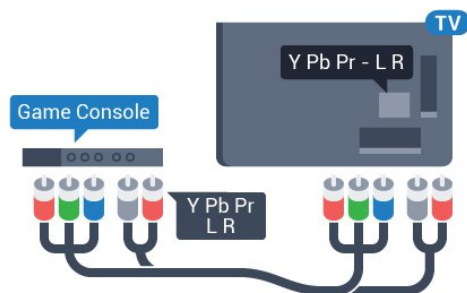 TV
Y Pb Pr - L R
Game Console
Y Pb Pr
L R